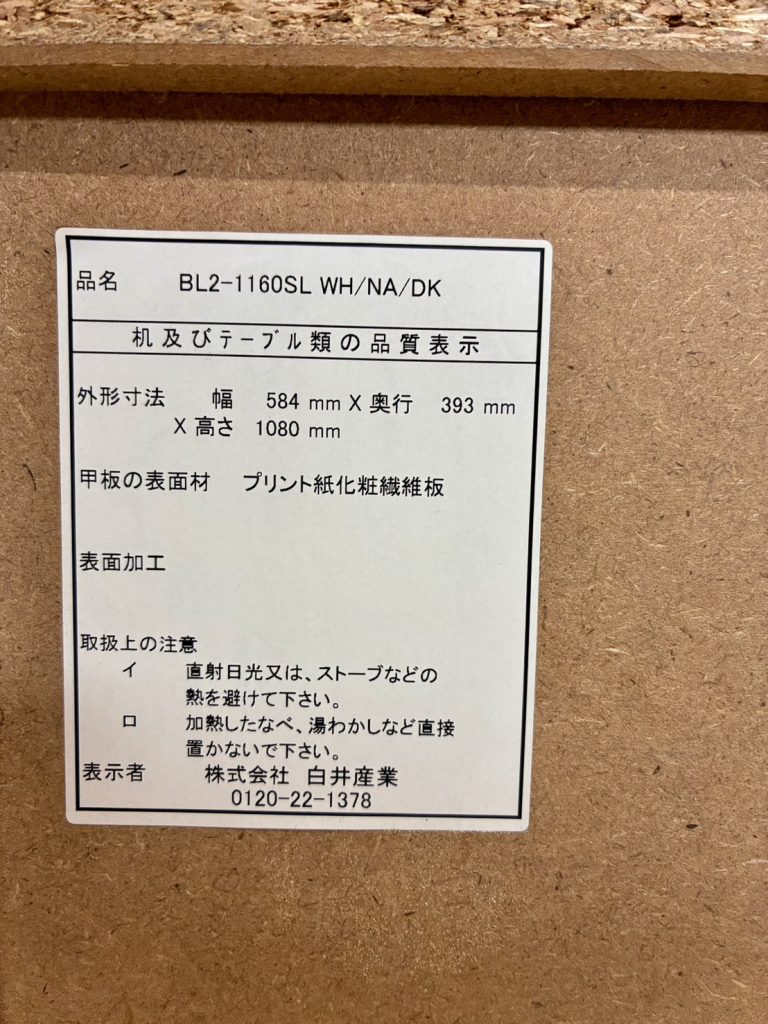 品名 BL2-1160SL WH/NA/DK
机及びテーブル類の品質表示
外形寸法 幅 584 mm X 奥行 393 mm
X 高さ 1080 mm
甲板の表面材 プリント紙化粧繊維板
表面加工
取扱上の注意
イ 直射日光又は、ストーブなどの
熱を避けて下さい。
ロ 加熱したなべ、湯わかしなど直接
置かないで下さい。
表示者 株式会社 白井産業
0120-22-1378